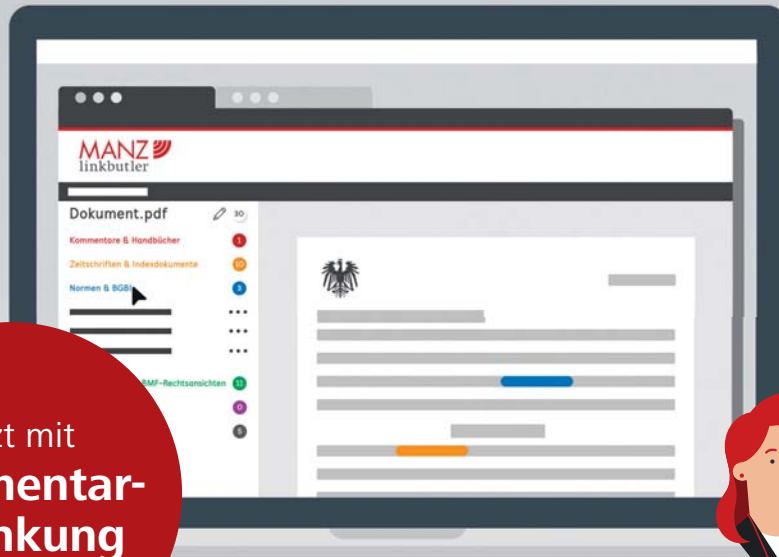 MANZ
linkbutler
Dokument.pdf
30
Kommentare & Handbücher
1
Zeitschriften & Indexdokumente
10
Normen & BGBl
3
BMF-Rechtsansichten
11
0
5
zt mit
mentar-
nkung